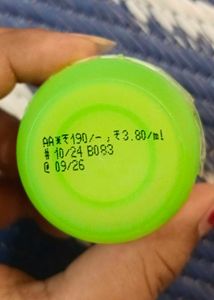 AA*₹190/-, ₹3.80/ml
# 10/24 B083
@ 09/26